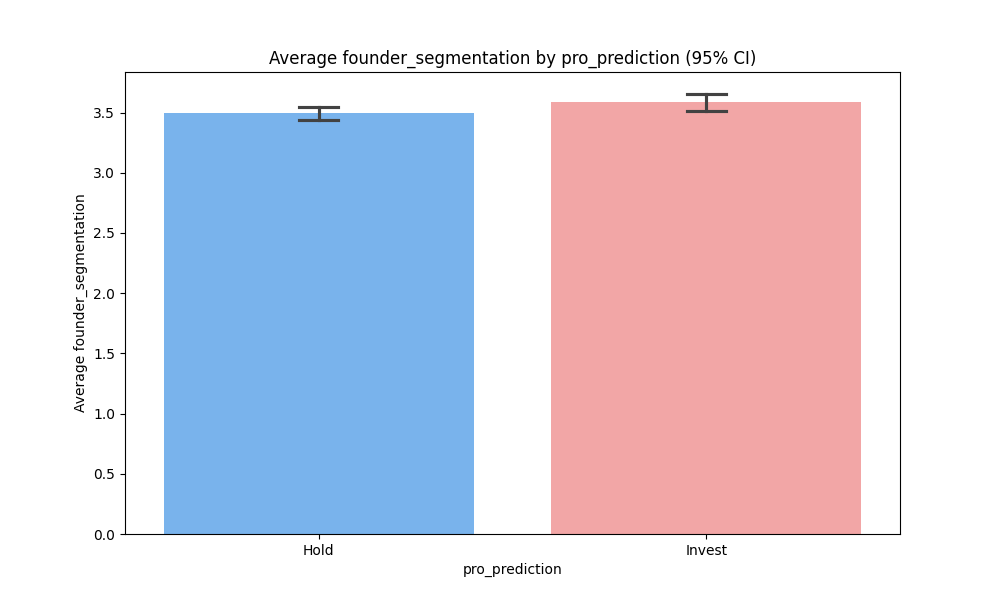 Average founder_segmentation by pro_prediction (95% CI)
Average founder_segmentation
3.5
3.0
2.5
2.0
1.5
1.0
0.5
0.0
Hold
Invest
pro_prediction